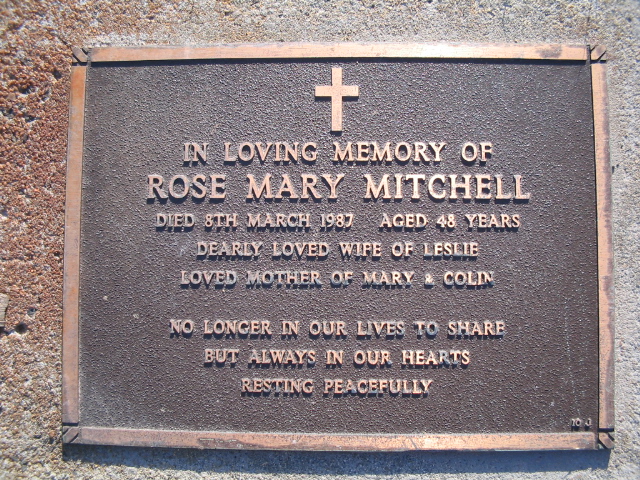 IN LOVING MEMORY OF
ROSE MARY MITCHELL
DIED 8TH MARCH 1987 AGED 48 YEARS
DEARLY LOVED WIFE OF LESLIE
LOVED MOTHER OF MARY & COLIN
NO LONGER IN OUR LIVES TO SHARE
BUT ALWAYS IN OUR HEARTS
RESTING PEACEFULLY